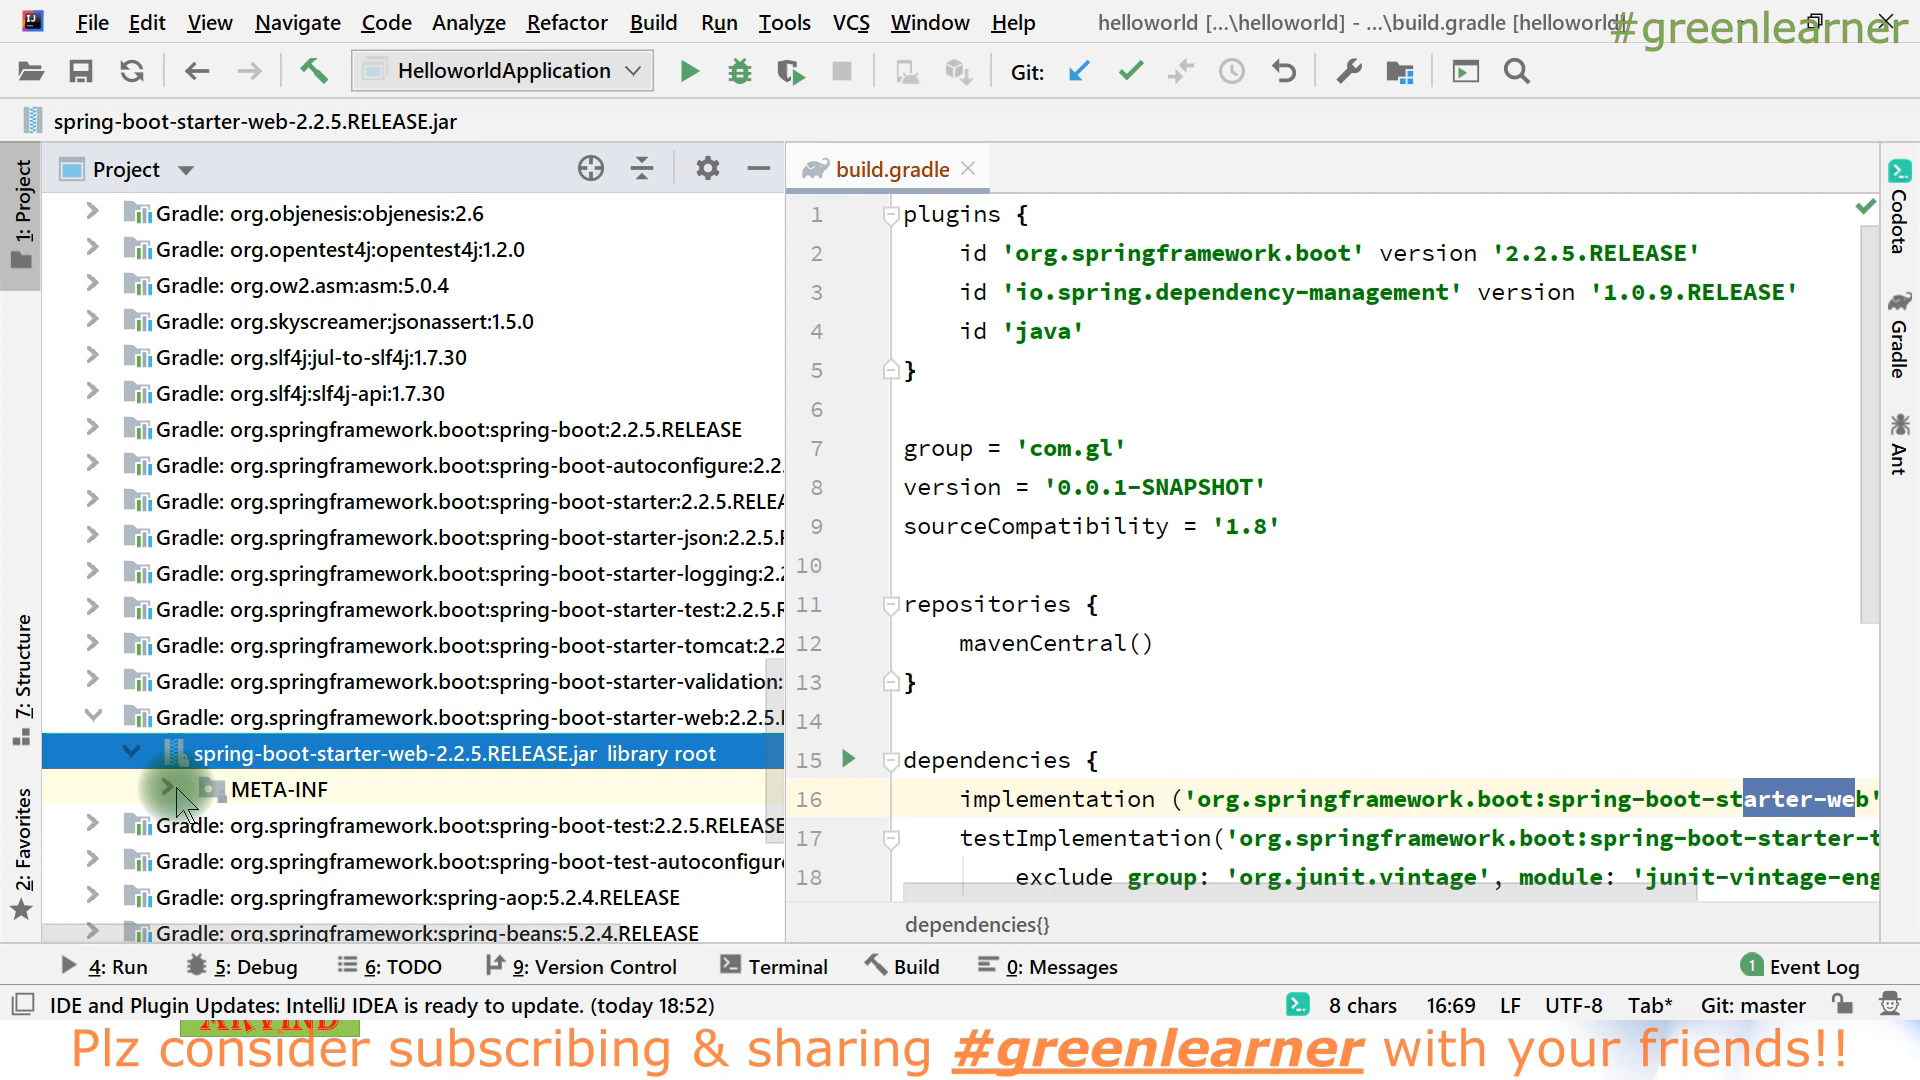 File Edit View Navigate Code Analyze Refactor Build Run Tools VCS Window Help helloworld [...\helloworld] - ...\build.gradle [helloworld]
#greenlearner
HelloworldApplication Git:
spring-boot-starter-web-2.2.5.RELEASE.jar
Project
Gradle: org.objenesis:objenesis:2.6
Gradle: org.opentest4j:opentest4j:1.2.0
Gradle: org.ow2.asm:asm:5.0.4
Gradle: org.skyscreamer:jsonassert:1.5.0
Gradle: org.slf4j:jul-to-slf4j:1.7.30
Gradle: org.slf4j:slf4j-api:1.7.30
Gradle: org.springframework.boot:spring-boot:2.2.5.RELEASE
Gradle: org.springframework.boot:spring-boot-autoconfigure:2.2.
Gradle: org.springframework.boot:spring-boot-starter:2.2.5.RELEA
Gradle: org.springframework.boot:spring-boot-starter-json:2.2.5.R
Gradle: org.springframework.boot:spring-boot-starter-logging:2.2
Gradle: org.springframework.boot:spring-boot-starter-test:2.2.5.R
Gradle: org.springframework.boot:spring-boot-starter-tomcat:2.2
Gradle: org.springframework.boot:spring-boot-starter-validation:
Gradle: org.springframework.boot:spring-boot-starter-web:2.2.5.
spring-boot-starter-web-2.2.5.RELEASE.jar library root
META-INF
Gradle: org.springframework.boot:spring-boot-test:2.2.5.RELEASE
Gradle: org.springframework.boot:spring-boot-test-autoconfigure
Gradle: org.springframework:spring-aop:5.2.4.RELEASE
Gradle: org.springframework:spring-beans:5.2.4.RELEASE
build.gradle
1 plugins {
2 id 'org.springframework.boot' version '2.2.5.RELEASE'
3 id 'io.spring.dependency-management' version '1.0.9.RELEASE'
4 id 'java'
5 }
6
7 group = 'com.gl'
8 version = '0.0.1-SNAPSHOT'
9 sourceCompatibility = '1.8'
10
11 repositories {
12 mavenCentral()
13 }
14
15 dependencies {
16 implementation ('org.springframework.boot:spring-boot-starter-web'
17 testImplementation('org.springframework.boot:spring-boot-starter-t
18 exclude group: 'org.junit.vintage', module: 'junit-vintage-eng
dependencies{}
1: Project
7: Structure
2: Favorites
Codota
Gradle
Ant
4: Run 5: Debug 6: TODO 9: Version Control Terminal Build 0: Messages 1 Event Log
IDE and Plugin Updates: IntelliJ IDEA is ready to update. (today 18:52) 8 chars 16:69 LF UTF-8 Tab* Git: master
ARVIND
Plz consider subscribing & sharing #greenlearner with your friends!!